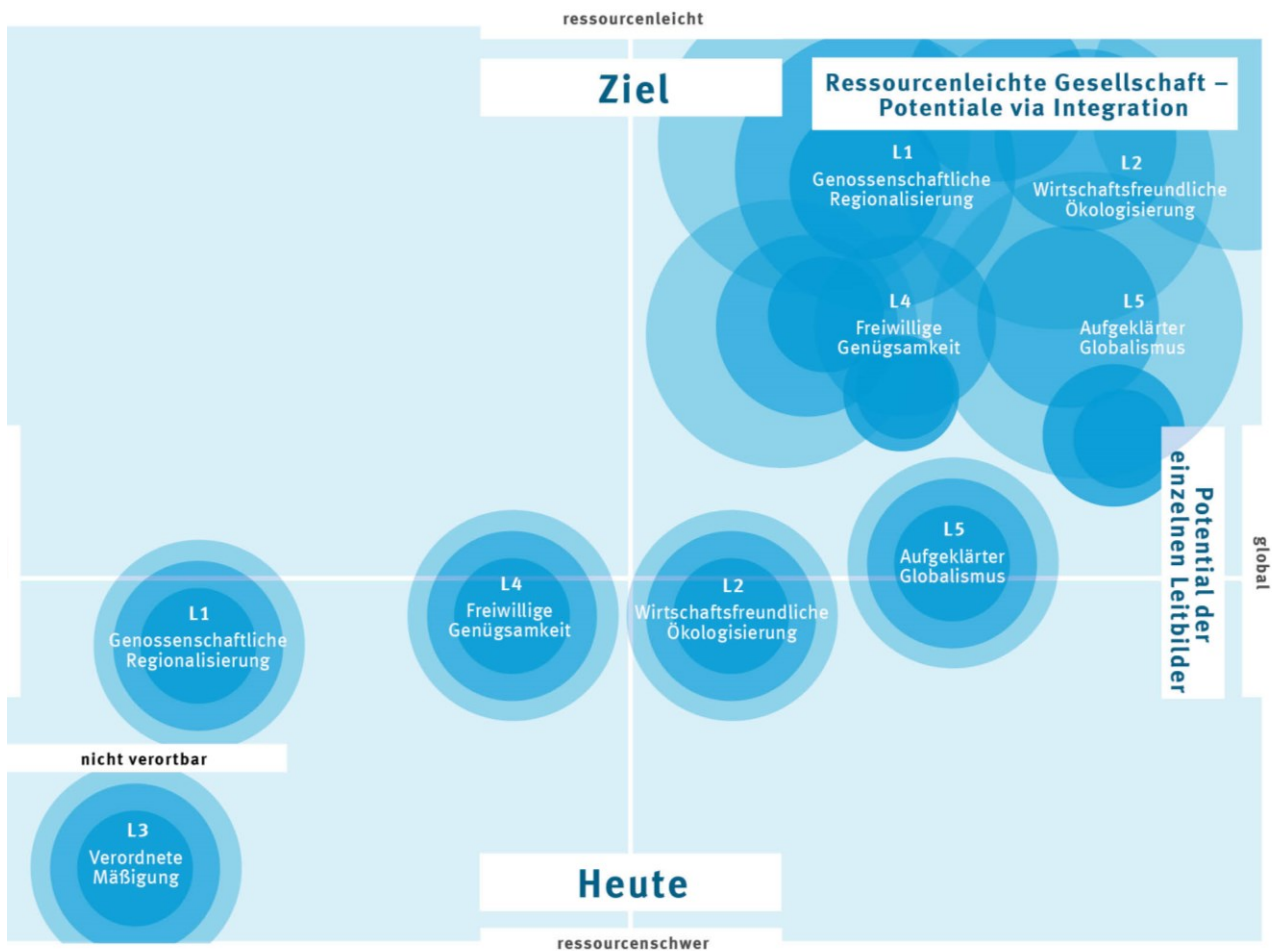 ressourcenleicht
Ziel
Ressourcenleichte Gesellschaft –
Potentiale via Integration
L1
Genossenschaftliche
Regionalisierung
L2
Wirtschaftsfreundliche
Ökologisierung
L4
Freiwillige
Genügsamkeit
L5
Aufgeklärter
Globalismus
Potential der
einzelnen Leitbilder
global
L5
Aufgeklärter
Globalismus
L4
Freiwillige
Genügsamkeit
L2
Wirtschaftsfreundliche
Ökologisierung
L1
Genossenschaftliche
Regionalisierung
nicht verortbar
L3
Verordnete
Mäßigung
Heute
ressourcenschwer